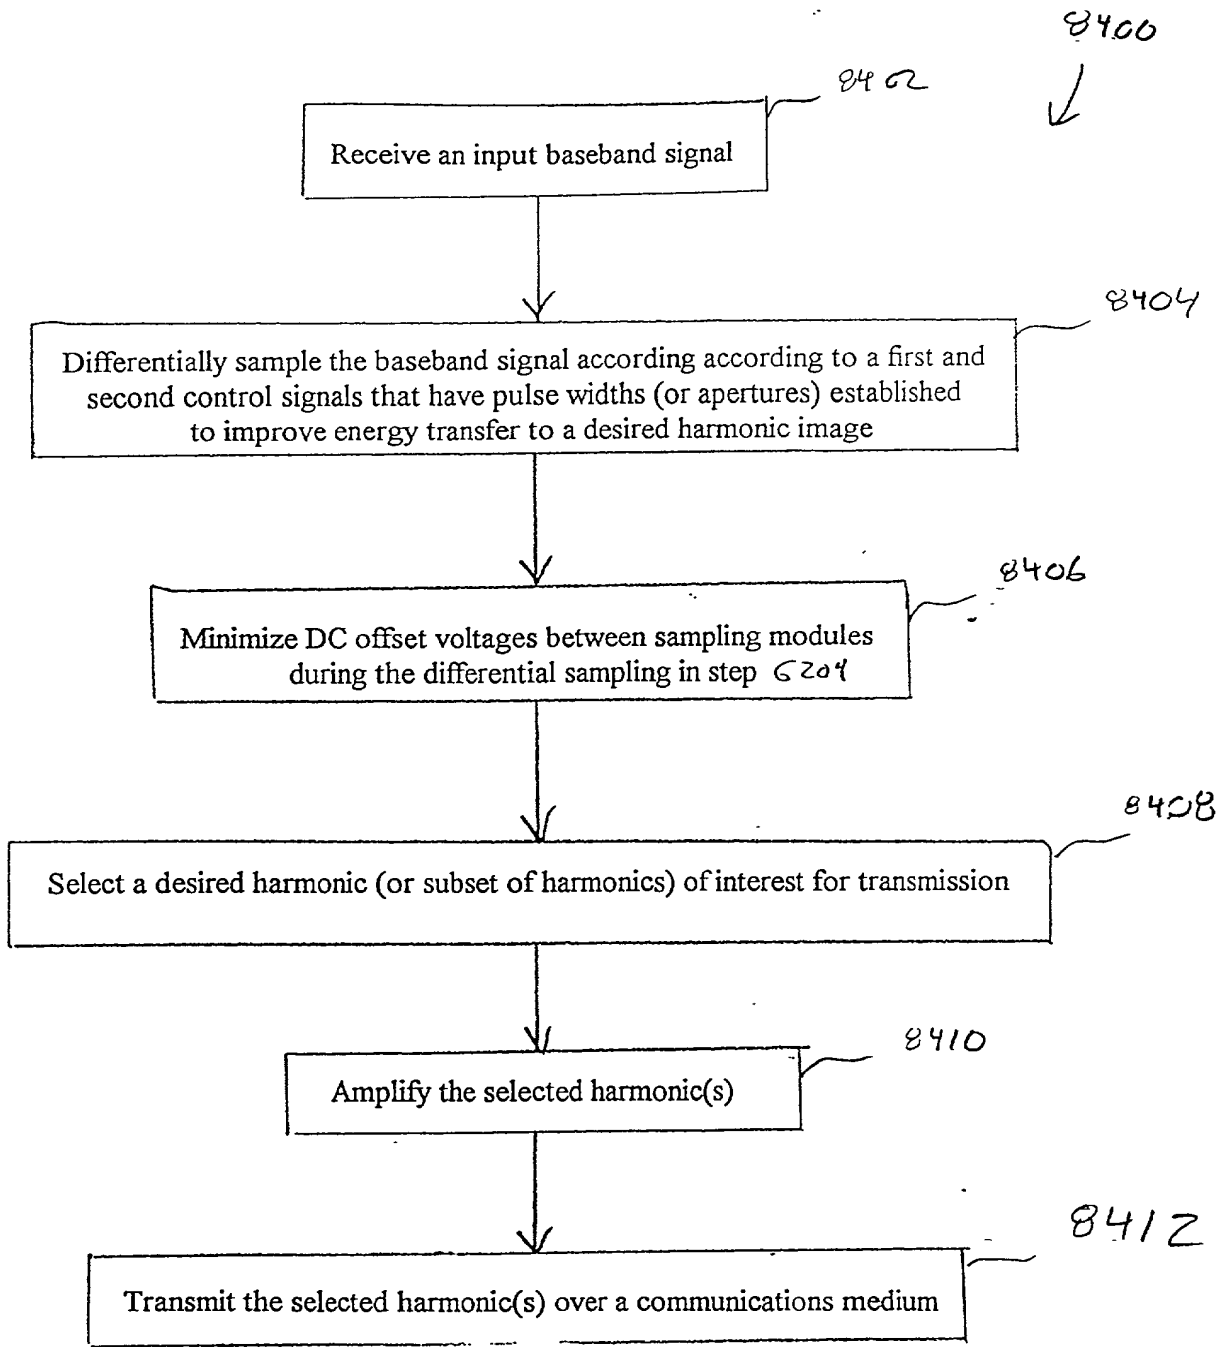 8400
8402
Receive an input baseband signal
8404
Differentially sample the baseband signal according according to a first and
second control signals that have pulse widths (or apertures) established
to improve energy transfer to a desired harmonic image
8406
Minimize DC offset voltages between sampling modules
during the differential sampling in step 6204
8408
Select a desired harmonic (or subset of harmonics) of interest for transmission
8410
Amplify the selected harmonic(s)
8412
Transmit the selected harmonic(s) over a communications medium